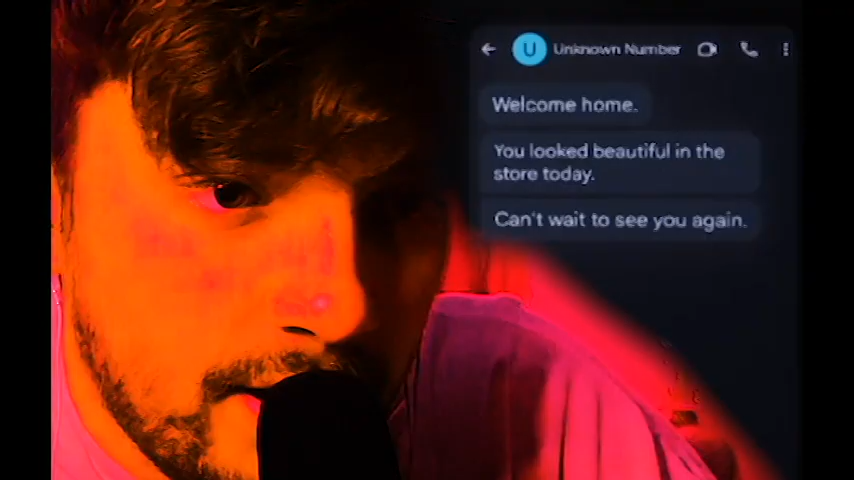 U Unknown Number
Welcome home.
You looked beautiful in the
store today.
Can't wait to see you again.